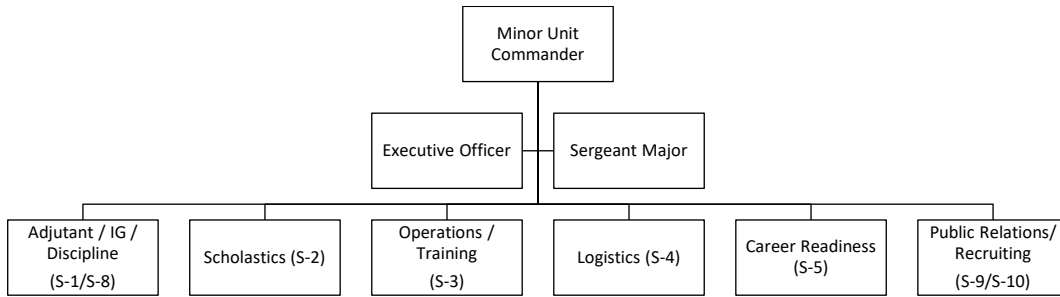 Minor Unit
Commander
Executive Officer
Sergeant Major
Adjutant / IG /
Discipline
(S-1/S-8)
Scholastics (S-2)
Operations /
Training
(S-3)
Logistics (S-4)
Career Readiness
(S-5)
Public Relations/
Recruiting
(S-9/S-10)